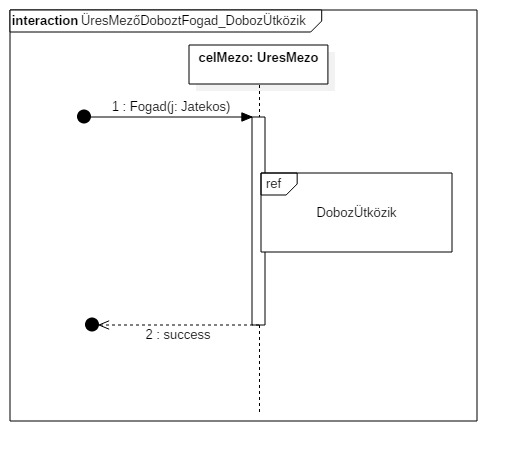 interaction ÜresMezőDoboztFogad_DobozÜtközik
celMezo: UresMezo
1 : Fogad(j: Jatekos)
ref
DobozÜtközik
2 : success